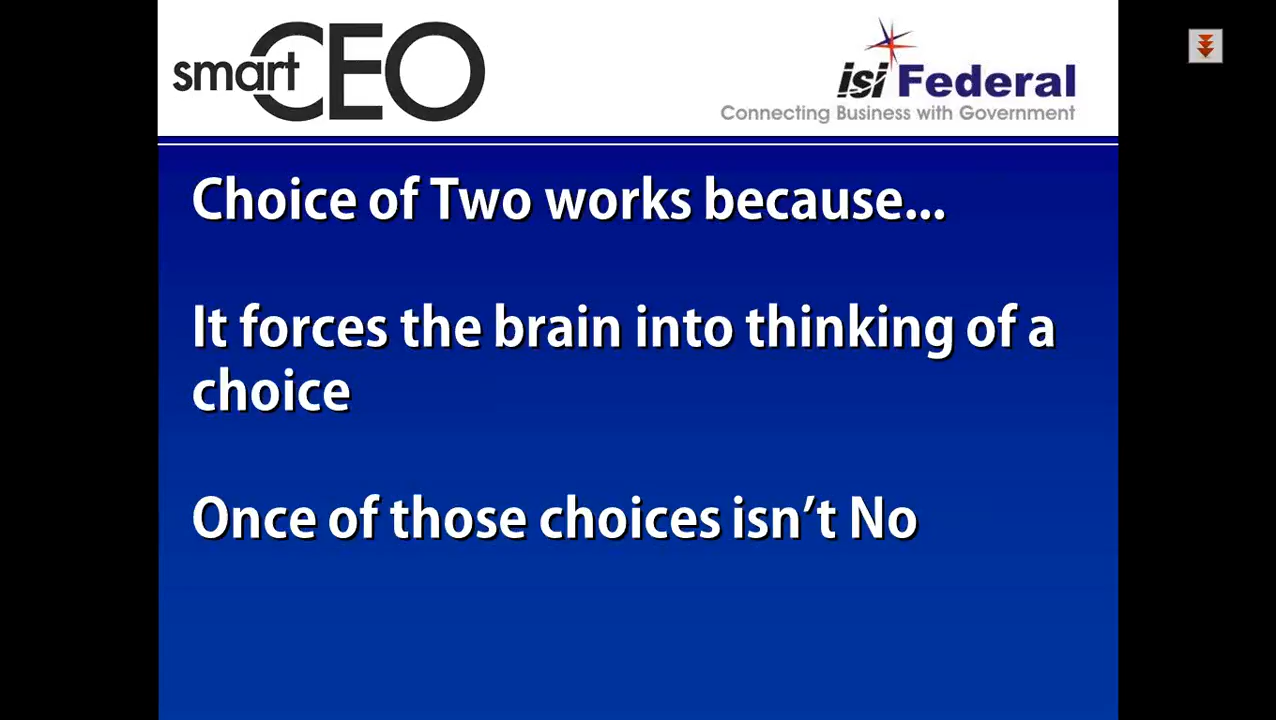 smartCEO
isi Federal
Connecting Business with Government
Choice of Two works because...
It forces the brain into thinking of a
choice
Once of those choices isn’t No